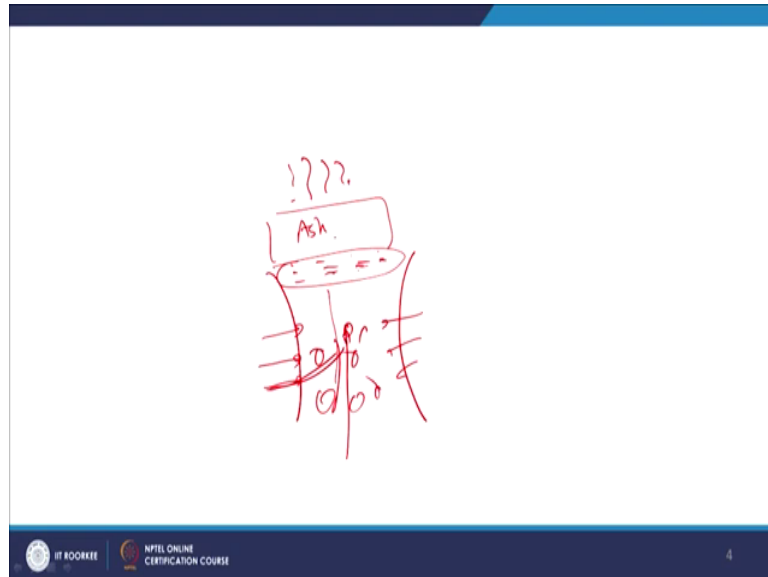 Ash.
IIT ROORKEE
NPTEL ONLINE
CERTIFICATION COURSE
4